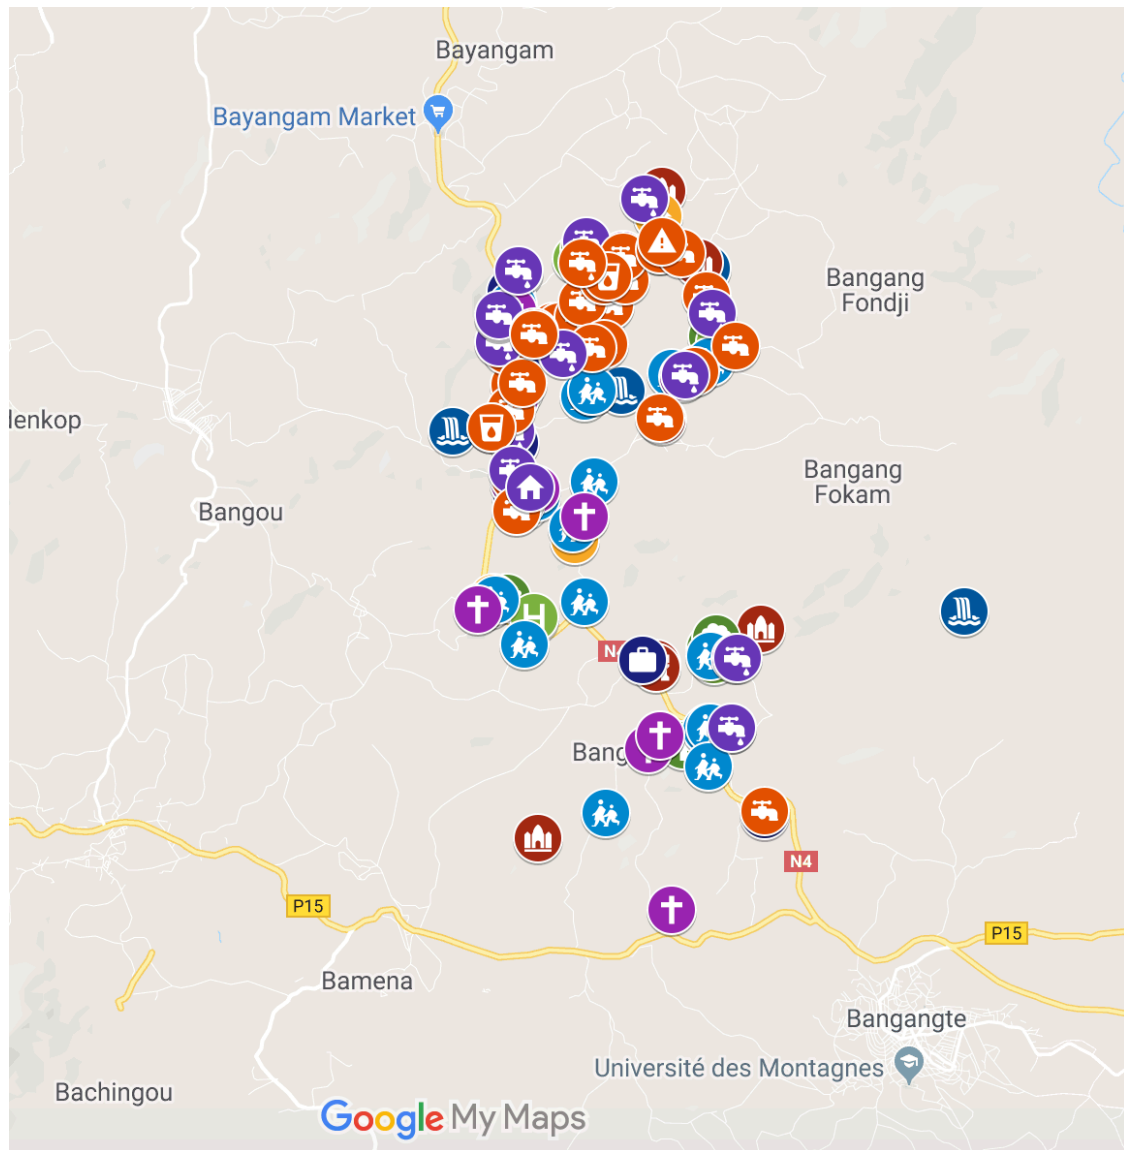 Bayangam
Bayangam Market
Bangang
Fondji
lenkop
Bangang
Fokam
Bangou
H
N
Bang
N4
P15
P15
Bamena
Bangangte
Université des Montagnes
Bachingou
Google My Maps